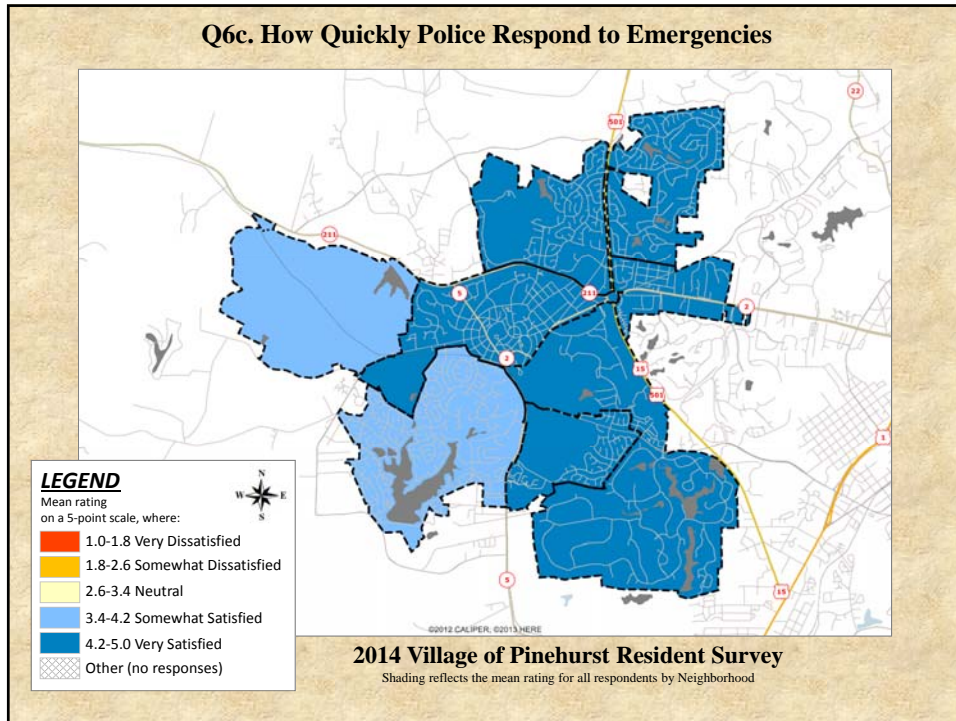 Q6c. How Quickly Police Respond to Emergencies
22
501
211
5
211
2
2
15
501
1
LEGEND
Mean rating
on a 5-point scale, where:
N
W E
S
1.0-1.8 Very Dissatisfied
1.8-2.6 Somewhat Dissatisfied
2.6-3.4 Neutral
3.4-4.2 Somewhat Satisfied
4.2-5.0 Very Satisfied
Other (no responses)
5
15
©2012 CALIPER, ©2013 HERE
2014 Village of Pinehurst Resident Survey
Shading reflects the mean rating for all respondents by Neighborhood